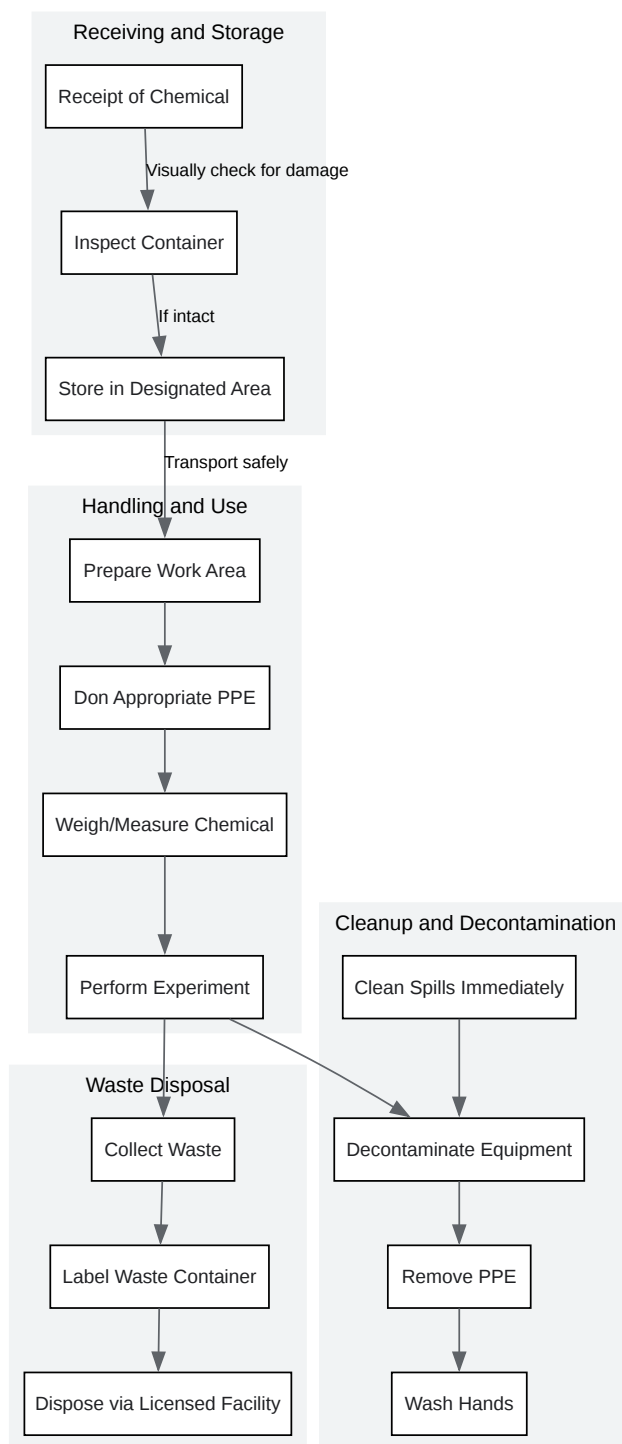 Receiving and Storage
Receipt of Chemical
Visually check for damage
Inspect Container
If intact
Store in Designated Area
Transport safely
Handling and Use
Prepare Work Area
Don Appropriate PPE
Weigh/Measure Chemical
Perform Experiment
Cleanup and Decontamination
Clean Spills Immediately
Waste Disposal
Collect Waste
Decontaminate Equipment
Label Waste Container
Remove PPE
Dispose via Licensed Facility
Wash Hands